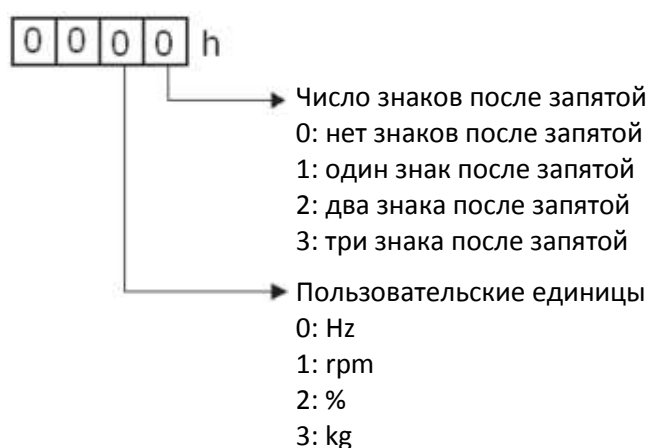 0 0 0 0 h
Число знаков после запятой
0: нет знаков после запятой
1: один знак после запятой
2: два знака после запятой
3: три знака после запятой
Пользовательские единицы
0: Hz
1: rpm
2: %
3: kg